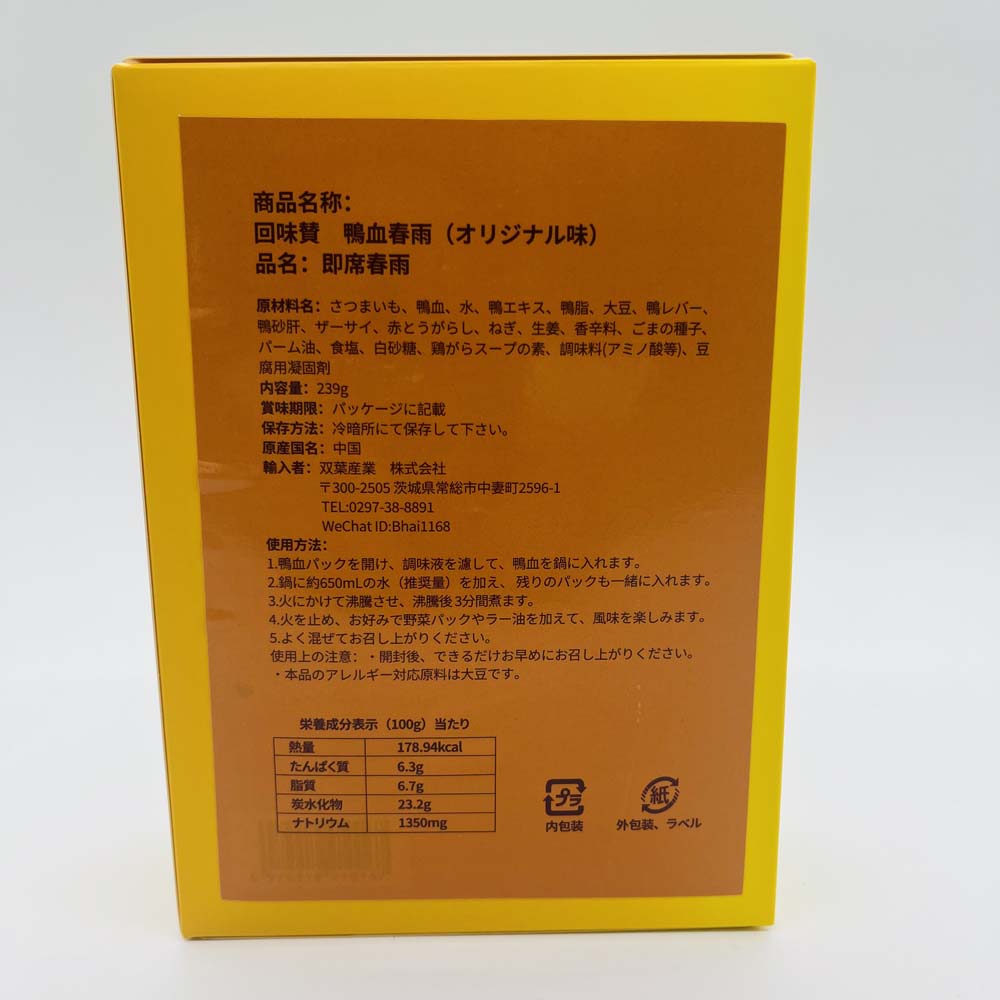 商品名称：
回味賛　鴨血春雨（オリジナル味）
品名：即席春雨
原材料名：さつまいも、鴨血、水、鴨エキス、鴨脂、大豆、鴨レバー、
鴨砂肝、ザーサイ、赤とうがらし、ねぎ、生姜、香辛料、ごまの種子、
パーム油、食塩、白砂糖、鶏がらスープの素、調味料(アミノ酸等)、豆
腐用凝固剤
内容量：239g
賞味期限：パッケージに記載
保存方法：冷暗所にて保存して下さい。
原産国名：中国
輸入者：双葉産業　株式会社
〒300-2505 茨城県常総市中妻町2596-1
TEL:0297-38-8891
WeChat ID:Bhai1168
使用方法：
1.鴨血パックを開け、調味液を濾して、鴨血を鍋に入れます。
2.鍋に約650mLの水（推奨量）を加え、残りのパックも一緒に入れます。
3.火にかけて沸騰させ、沸騰後3分間煮ます。
4.火を止め、お好みで野菜パックやラー油を加えて、風味を楽しみます。
5.よく混ぜてお召し上がりください。
使用上の注意：・開封後、できるだけお早めにお召し上がりください。
・本品のアレルギー対応原料は大豆です。
栄養成分表示（100g）当たり
熱量 178.94kcal
たんぱく質 6.3g
脂質 6.7g
炭水化物 23.2g
ナトリウム 1350mg
プラ
内包装
紙
外包装、ラベル